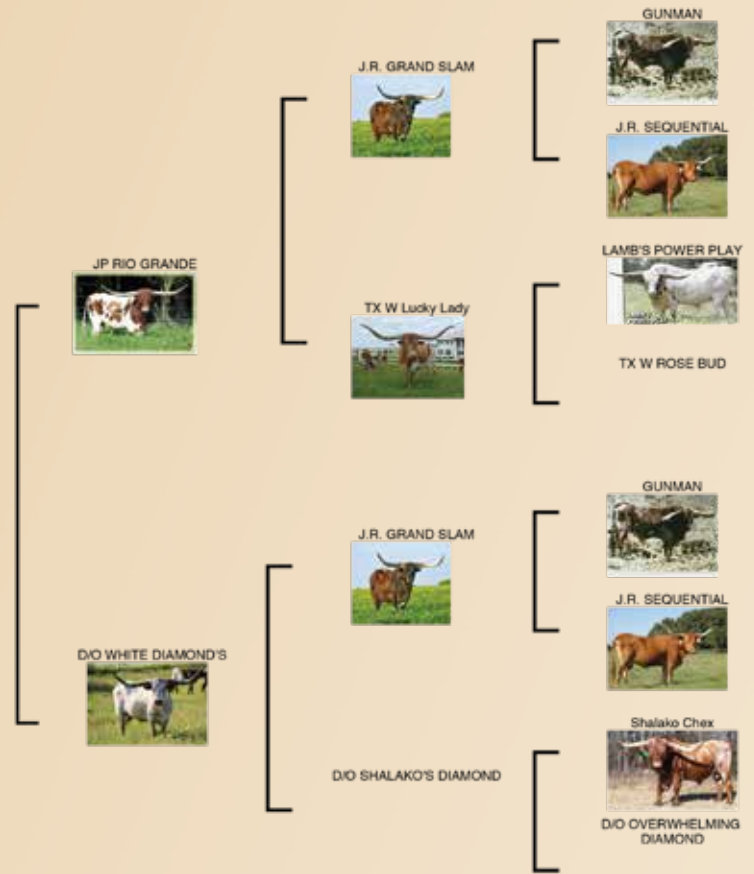 GUNMAN
J.R. GRAND SLAM
J.R. SEQUENTIAL
LAMB'S POWER PLAY
JP RIO GRANDE
TX W Lucky Lady
TX W ROSE BUD
GUNMAN
J.R. GRAND SLAM
J.R. SEQUENTIAL
D/O WHITE DIAMOND'S
Shalako Chex
D/O SHALAKO'S DIAMOND
D/O OVERWHELMING
DIAMOND